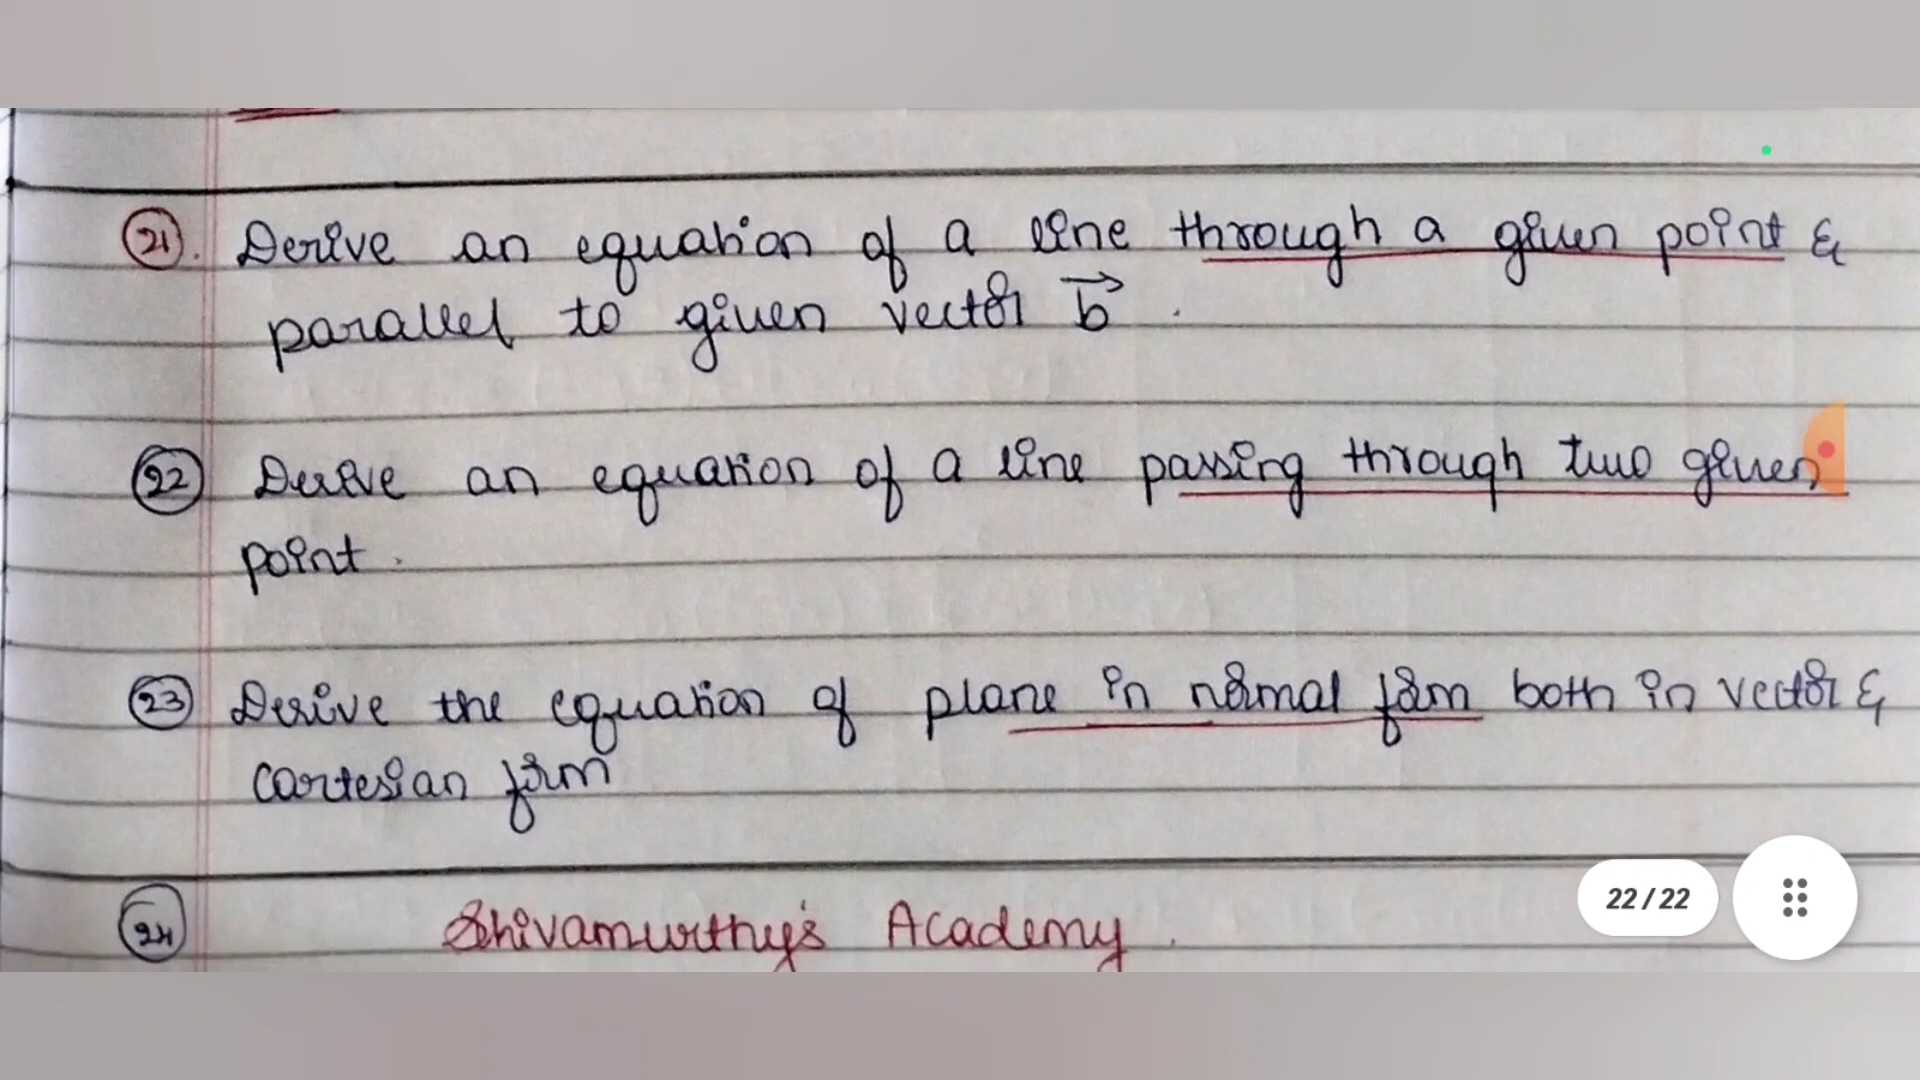 21. Derive an equation of a line through a given point &
parallel to given vector b⃗.
22 Derive an equation of a line passing through two given
point.
23 Derive the equation of plane in normal form both in vector &
cartesian form
24 Shivamurthy's Academy.
22/22